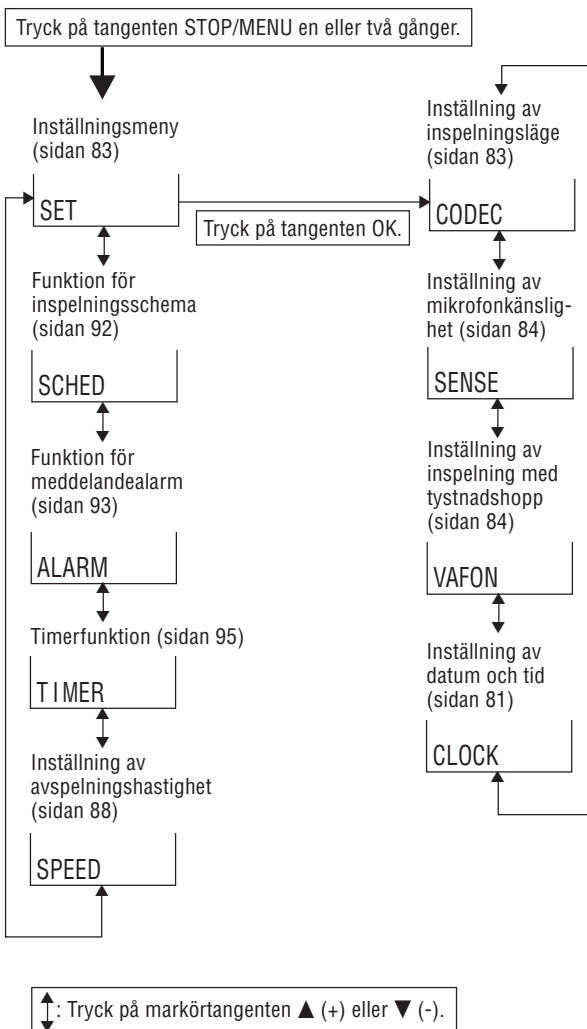 Tryck på tangenten STOP/MENU en eller två gånger.
Inställningsmeny
(sidan 83)
SET
Tryck på tangenten OK.
Funktion för
inspelningsschema
(sidan 92)
SCHED
Funktion för
meddelandealarm
(sidan 93)
ALARM
Timerfunktion (sidan 95)
TIMER
Inställning av
avspelningshastighet
(sidan 88)
SPEED
Inställning av
inspelningsläge
(sidan 83)
CODEC
Inställning av
mikrofonkänslig-
het (sidan 84)
SENSE
Inställning av
inspelning med
tystnadshopp
(sidan 84)
VAFON
Inställning av
datum och tid
(sidan 81)
CLOCK
: Tryck på markörtangenten ▲ (+) eller ▼ (-).